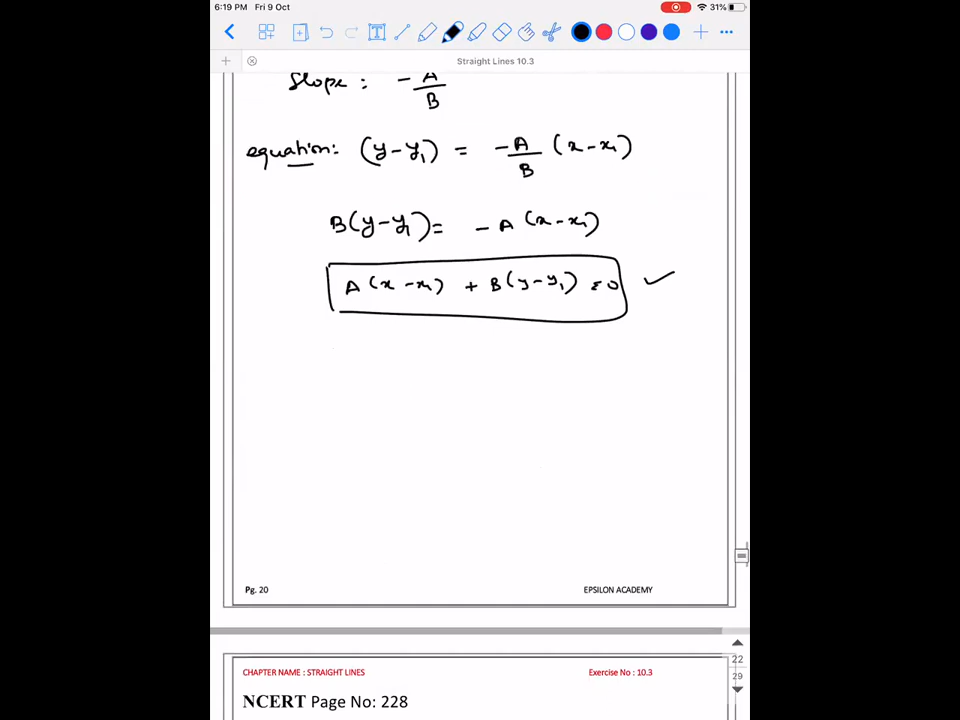 6:19 PM Fri 9 Oct 31%
Straight Lines 10.3
Slope : -A/B
equation: (y-y₁) = -A/B (x-x₁)
B(y-y₁) = -A(x-x₁)
A(x-x₁) + B(y-y₁) = 0 ✓
Pg. 20 EPSILON ACADEMY
22
29
CHAPTER NAME : STRAIGHT LINES Exercise No : 10.3
NCERT Page No: 228